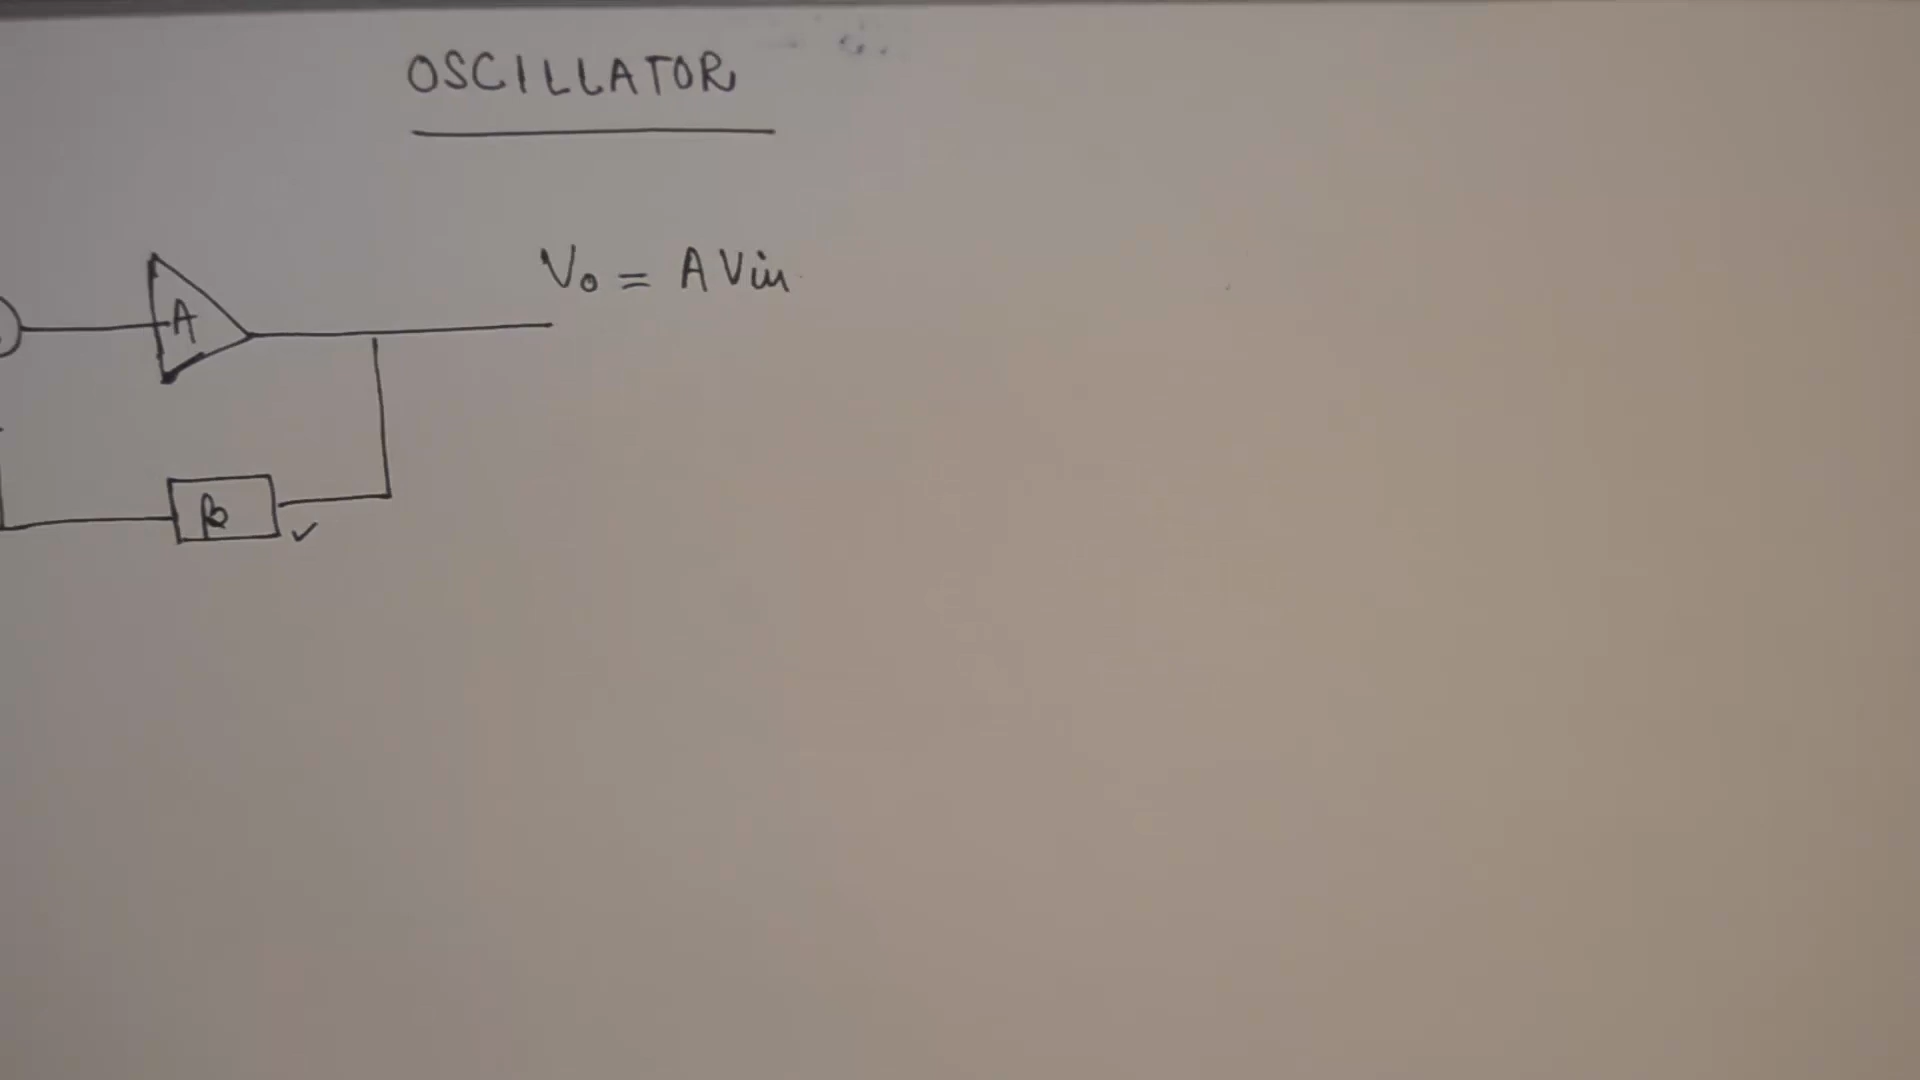 OSCILLATOR
Vo = A Vin
A
β